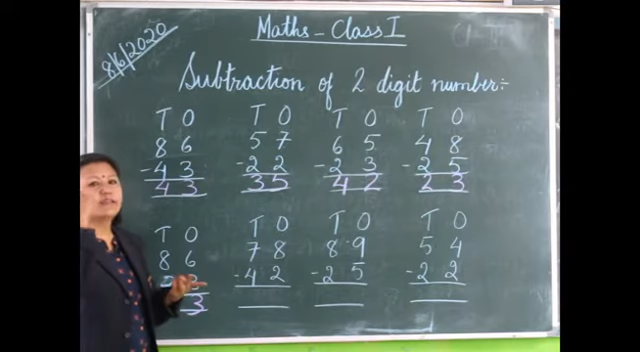 Maths - Class I
8/6/2020
Subtraction of 2 digit number:-
T O T O T O T O
8 6 5 7 6 5 4 8
-4 3 -2 2 -2 3 -2 5
4 3 3 5 4 2 2 3
T O T O T O T O
8 6 7 8 8 9 5 4
-4 2 -2 5 -2 2
3